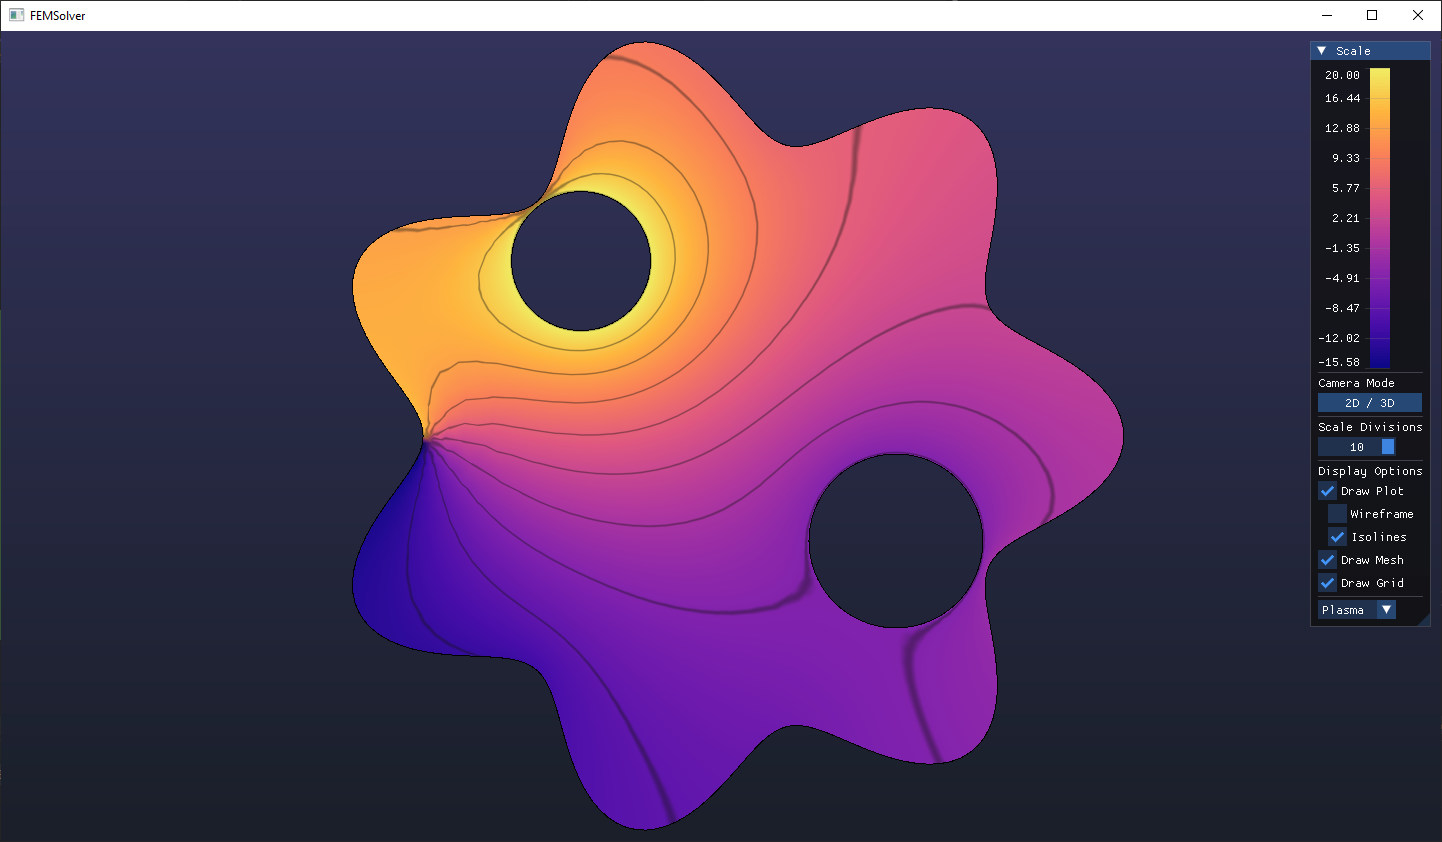 FEMSolver
Scale
20.00
16.44
12.88
9.33
5.77
2.21
-1.35
-4.91
-8.47
-12.02
-15.58
Camera Mode
2D / 3D
Scale Divisions
10
Display Options
Draw Plot
Wireframe
Isolines
Draw Mesh
Draw Grid
Plasma